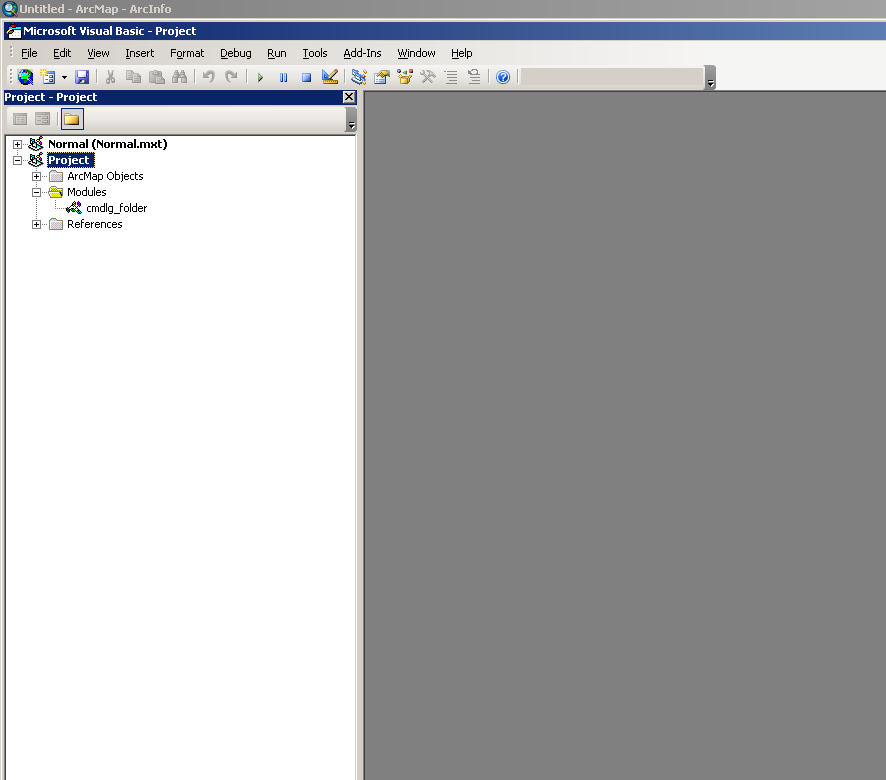 Untitled - ArcMap - ArcInfo
Microsoft Visual Basic - Project
File Edit View Insert Format Debug Run Tools Add-Ins Window Help
Project - Project
Normal (Normal.mxt)
Project
ArcMap Objects
Modules
cmdlg_folder
References